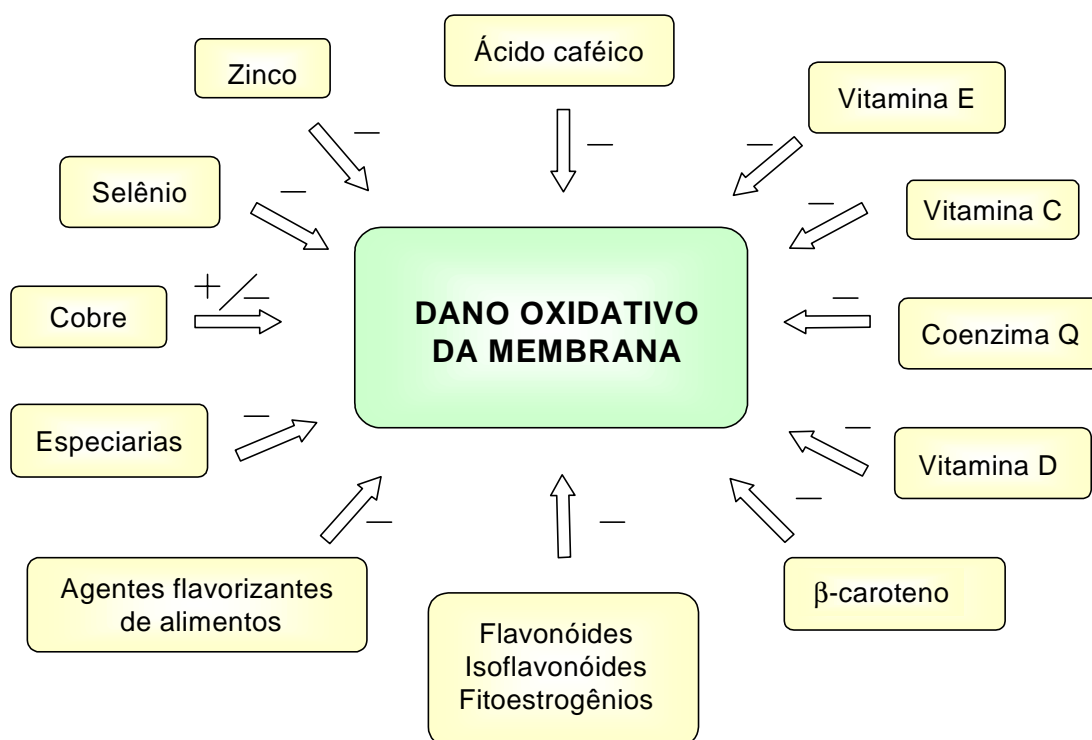 Ácido caféico
Zinco
Vitamina E
—
—
—
Selênio
—
—
Vitamina C
+/—
Cobre
DANO OXIDATIVO
DA MEMBRANA
—
Coenzima Q
Especiarias
—
—
Vitamina D
—
—
—
Agentes flavorizantes
de alimentos
β-caroteno
Flavonóides
Isoflavonóides
Fitoestrogênios